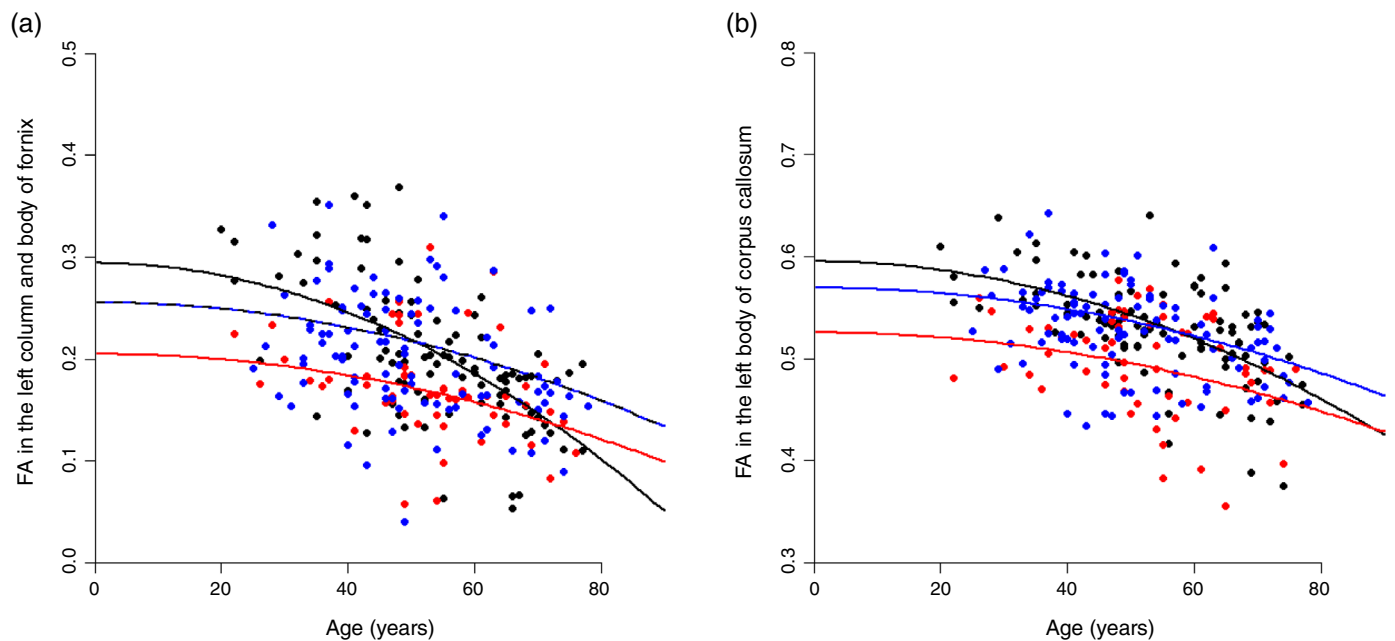 (a)
FA in the left column and body of fornix
0.5
0.4
0.3
0.2
0.1
0.0
0 20 40 60 80
Age (years)
(b)
FA in the left body of corpus callosum
0.8
0.7
0.6
0.5
0.4
0.3
0 20 40 60 80
Age (years)